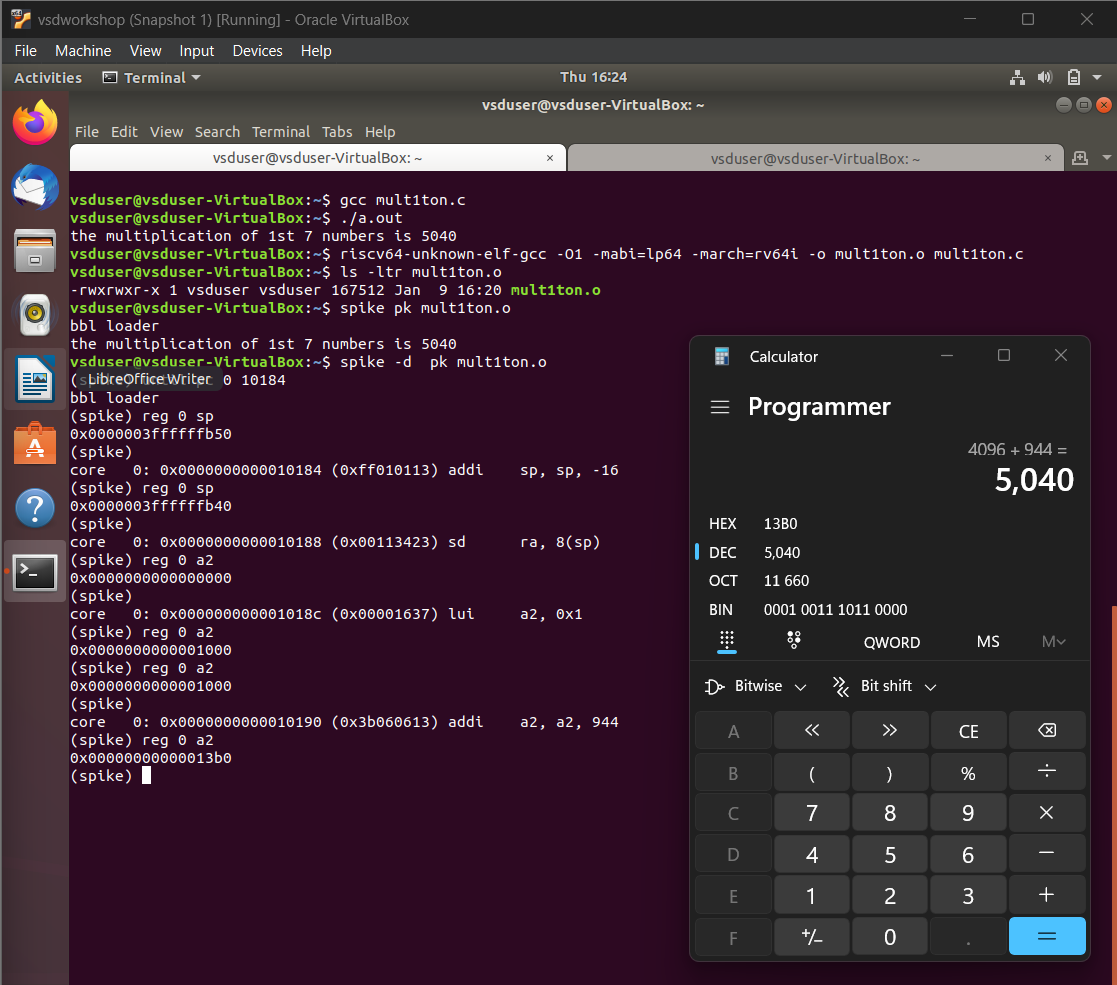 vsdworkshop (Snapshot 1) [Running] - Oracle VirtualBox
File Machine View Input Devices Help
Activities Terminal Thu 16:24
vsduser@vsduser-VirtualBox: ~
File Edit View Search Terminal Tabs Help
vsduser@vsduser-VirtualBox: ~ × vsduser@vsduser-VirtualBox: ~ ×
vsduser@vsduser-VirtualBox:~$ gcc mult1ton.c
vsduser@vsduser-VirtualBox:~$ ./a.out
the multiplication of 1st 7 numbers is 5040
vsduser@vsduser-VirtualBox:~$ riscv64-unknown-elf-gcc -O1 -mabi=lp64 -march=rv64i -o mult1ton.o mult1ton.c
vsduser@vsduser-VirtualBox:~$ ls -ltr mult1ton.o
-rwxrwxr-x 1 vsduser vsduser 167512 Jan  9 16:20 mult1ton.o
vsduser@vsduser-VirtualBox:~$ spike pk mult1ton.o
bbl loader
the multiplication of 1st 7 numbers is 5040
vsduser@vsduser-VirtualBox:~$ spike -d  pk mult1ton.o
LibreOffice Writer 0 10184
bbl loader
(spike) reg 0 sp
0x0000003ffffffb50
(spike)
core   0: 0x0000000000010184 (0xff010113) addi    sp, sp, -16
(spike) reg 0 sp
0x0000003ffffffb40
(spike)
core   0: 0x0000000000010188 (0x00113423) sd      ra, 8(sp)
(spike) reg 0 a2
0x0000000000000000
(spike)
core   0: 0x000000000001018c (0x00001637) lui     a2, 0x1
(spike) reg 0 a2
0x0000000000001000
(spike) reg 0 a2
0x0000000000001000
(spike)
core   0: 0x0000000000010190 (0x3b060613) addi    a2, a2, 944
(spike) reg 0 a2
0x00000000000013b0
(spike)
Calculator
Programmer
4096 + 944 =
5,040
HEX 13B0
DEC 5,040
OCT 11 660
BIN 0001 0011 1011 0000
QWORD MS M
Bitwise Bit shift
A << >> CE
B ( ) % ÷
C 7 8 9 ×
D 4 5 6 −
E 1 2 3 +
F +/− 0 . =